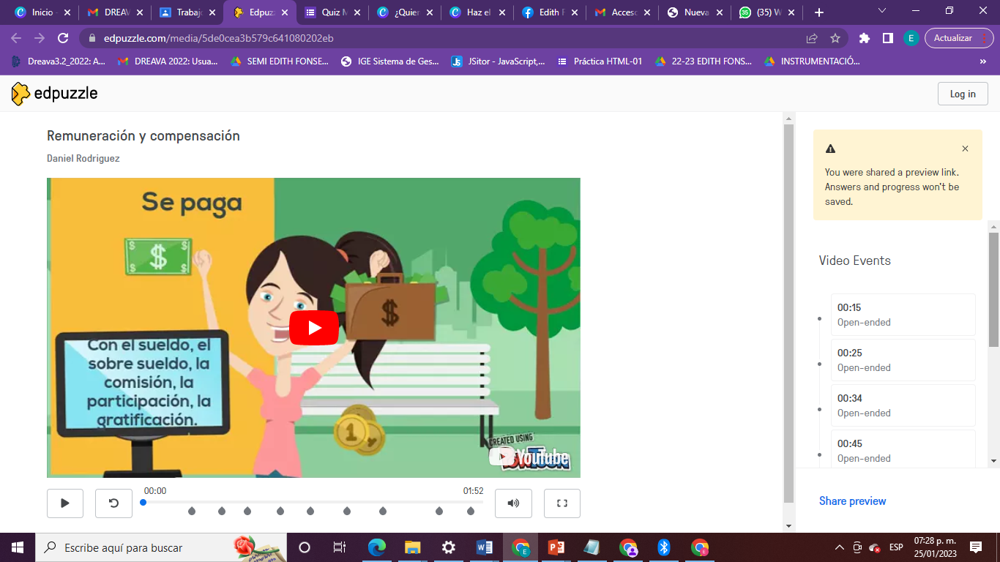 Inicio
DREAV
Trabajo
Edpuzz
Quiz M
¿Quier
Haz el
Edith F
Acceso
Nueva
(35) W
edpuzzle.com/media/5de0cea3b579c641080202eb
E
Actualizar
Dreava3.2_2022: A...
DREAVA 2022: Usua...
SEMI EDITH FONSE...
IGE Sistema de Ges...
JSitor - JavaScript,...
Práctica HTML-01
22-23 EDITH FONS...
INSTRUMENTACIÓ...
»
edpuzzle
Log in
Remuneración y compensación
Daniel Rodriguez
Se paga
Con el sueldo, el
sobre sueldo, la
comisión, la
participación, la
gratificación.
CREATED USING
YouTube
00:00
01:52
You were shared a preview link.
Answers and progress won't be
saved.
Video Events
00:15
Open-ended
00:25
Open-ended
00:34
Open-ended
00:45
Open-ended
Share preview
Escribe aquí para buscar
ESP
07:28 p. m.
25/01/2023